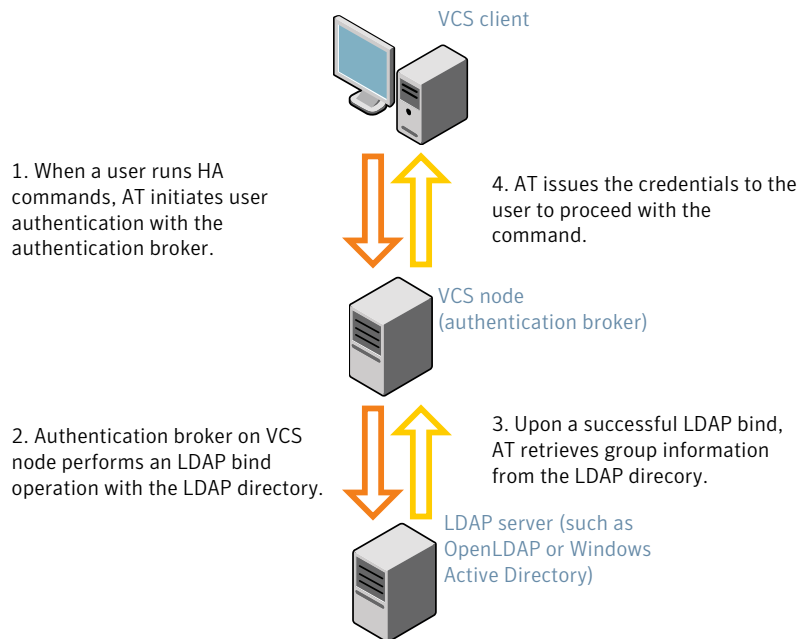 VCS client
1. When a user runs HA
commands, AT initiates user
authentication with the
authentication broker.
4. AT issues the credentials to the
user to proceed with the
command.
VCS node
(authentication broker)
2. Authentication broker on VCS
node performs an LDAP bind
operation with the LDAP directory.
3. Upon a successful LDAP bind,
AT retrieves group information
from the LDAP direcory.
LDAP server (such as
OpenLDAP or Windows
Active Directory)